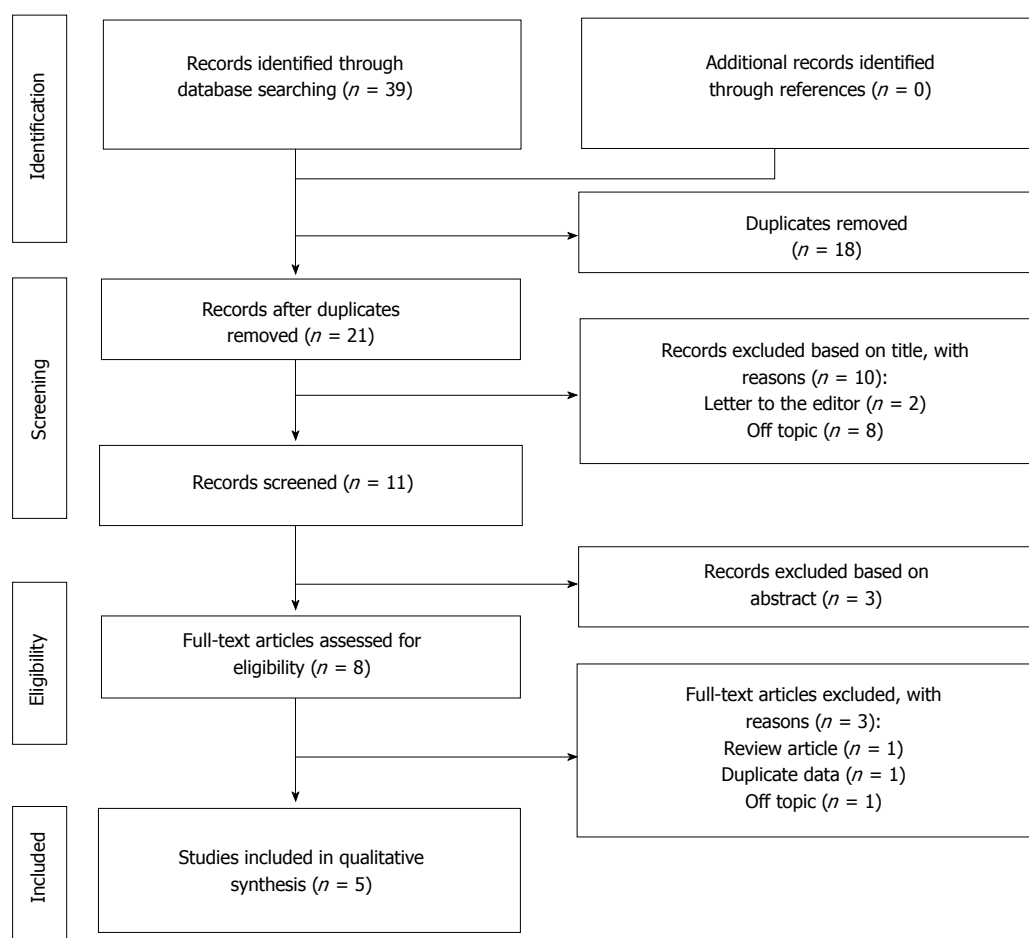 Identification
Records identified through
database searching (n = 39)
Additional records identified
through references (n = 0)
Duplicates removed
(n = 18)
Screening
Records after duplicates
removed (n = 21)
Records excluded based on title, with
reasons (n = 10):
Letter to the editor (n = 2)
Off topic (n = 8)
Records screened (n = 11)
Records excluded based on
abstract (n = 3)
Eligibility
Full-text articles assessed for
eligibility (n = 8)
Full-text articles excluded, with
reasons (n = 3):
Review article (n = 1)
Duplicate data (n = 1)
Off topic (n = 1)
Included
Studies included in qualitative
synthesis (n = 5)